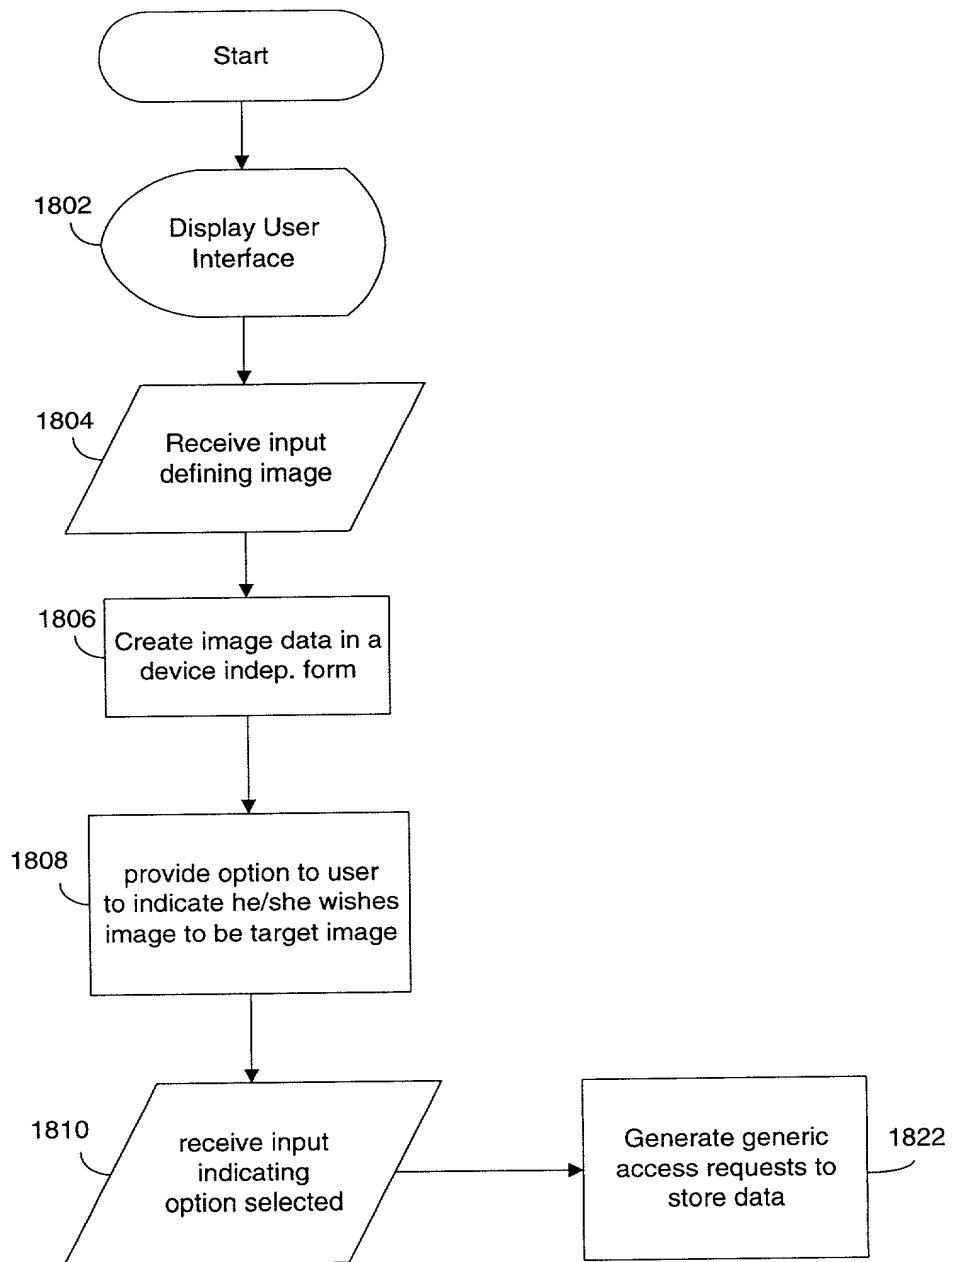 Start
1802
Display User
Interface
1804
Receive input
defining image
1806
Create image data in a
device indep. form
1808
provide option to user
to indicate he/she wishes
image to be target image
1810
receive input
indicating
option selected
Generate generic
access requests to
store data
1822